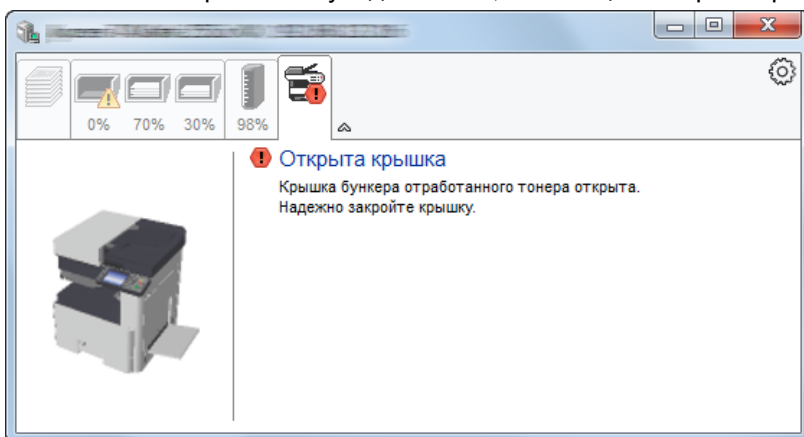 0% 70% 30% 98%
Открыта крышка
Крышка бункера отработанного тонера открыта.
Надежно закройте крышку.